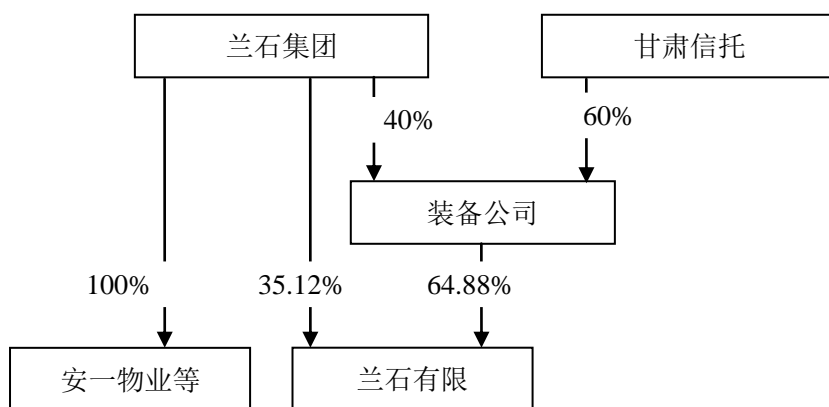 兰石集团
甘肃信托
40%
60%
装备公司
100%
35.12%
64.88%
安一物业等
兰石有限